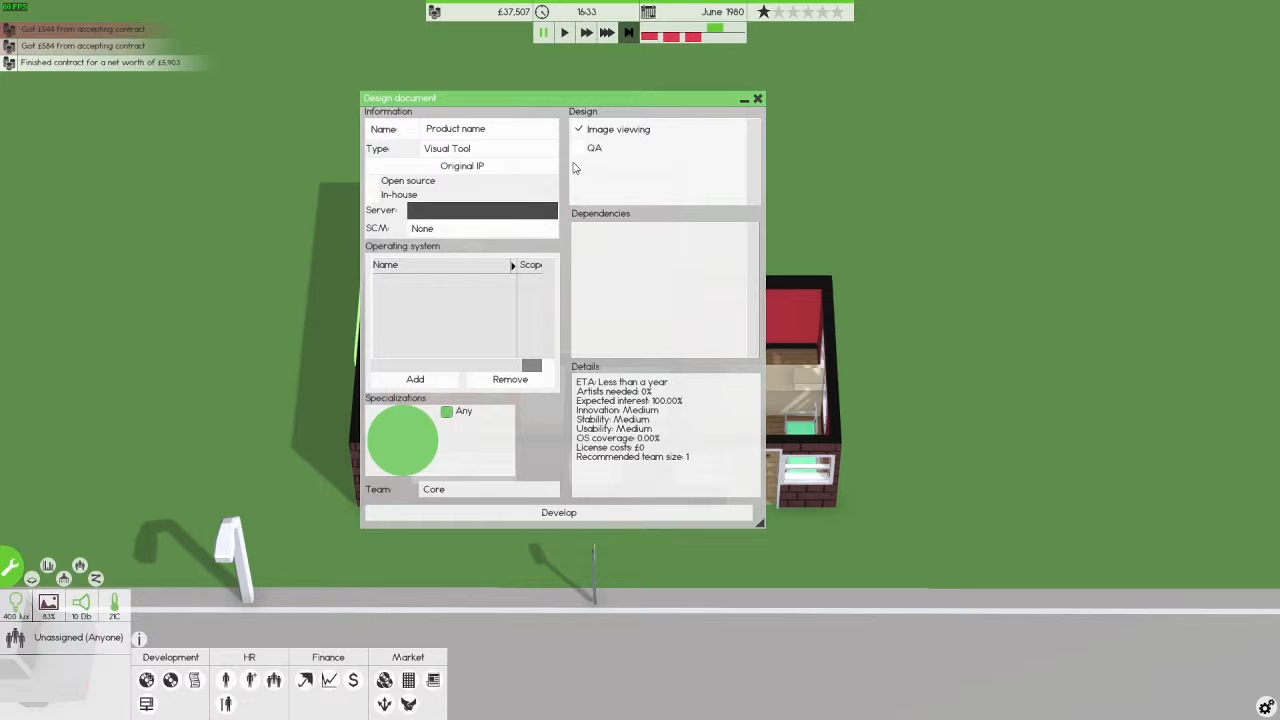 60 FPS
Got £544 from accepting contract
Got £584 from accepting contract
Finished contract for a net worth of £5,903
£37,507
16:33
June 1980
Design document
Information
Name: Product name
Type: Visual Tool
Original IP
Open source
In-house
Server:
SCM: None
Operating system
Name
Scope
Add
Remove
Specializations
Any
Team: Core
Design
Image viewing
QA
Dependencies
Details
ETA: Less than a year
Artists needed: 0%
Expected interest: 100.00%
Innovation: Medium
Stability: Medium
Usability: Medium
OS coverage: 0.00%
License costs: £0
Recommended team size: 1
Develop
400 lux
83%
10 Db
21C
Unassigned (Anyone)
Development
HR
Finance
Market